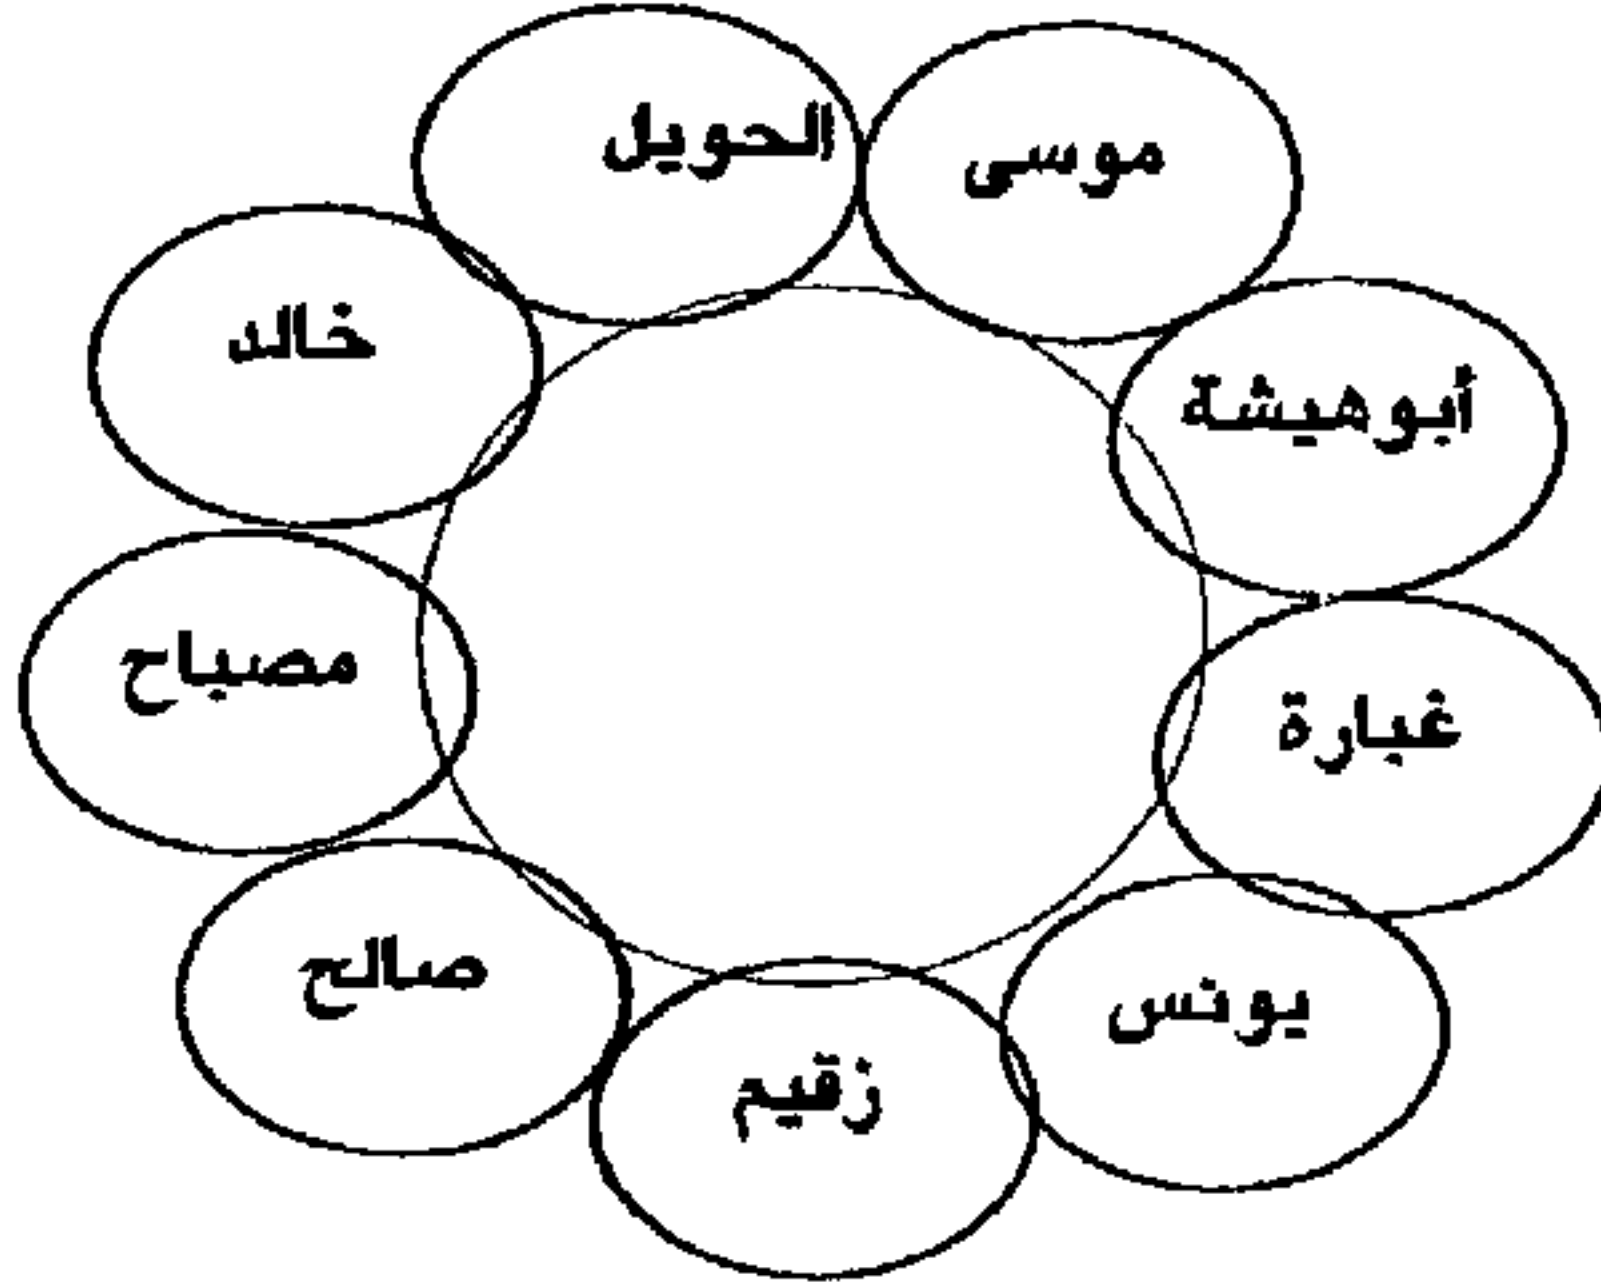 موسى
الحويل
أبوهيشة
خالد
غبارة
مصباح
يونس
صالح
زقيم